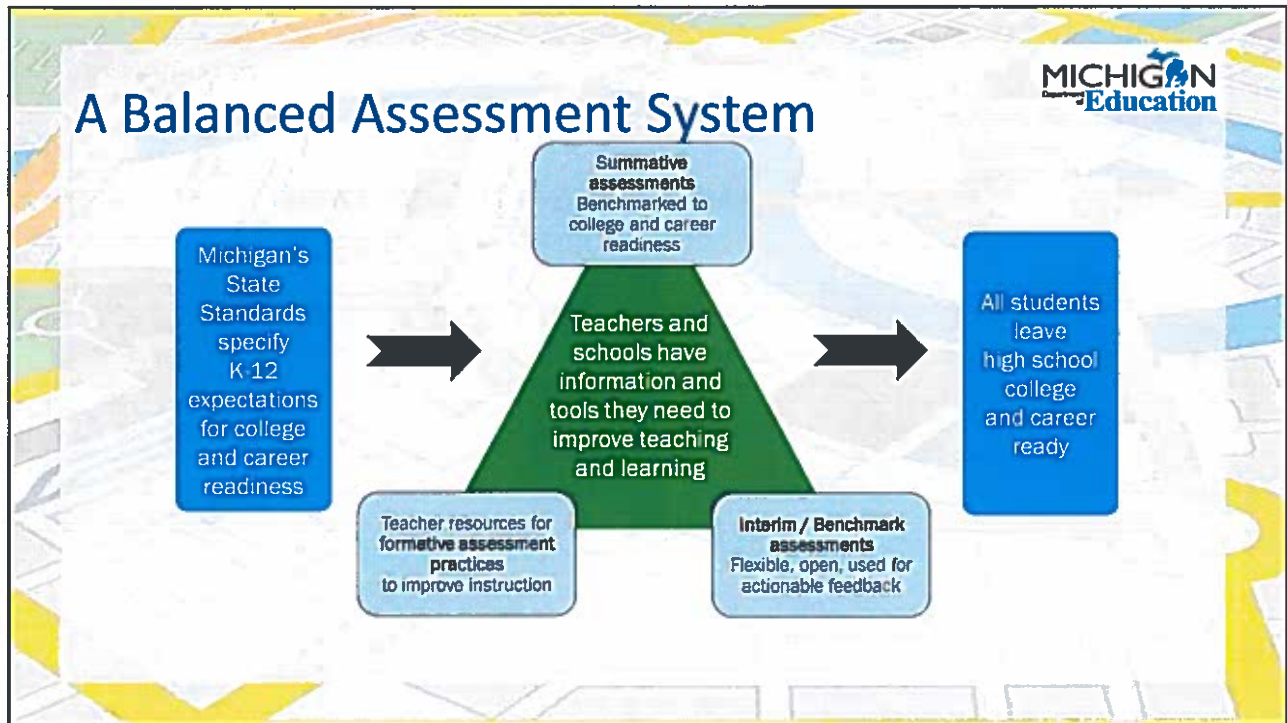 MICHIGAN
Department of Education
A Balanced Assessment System
Summative
assessments
Benchmarked to
college and career
readiness
Michigan's
State
Standards
specify
K-12
expectations
for college
and career
readiness
Teachers and
schools have
information and
tools they need to
improve teaching
and learning
All students
leave
high school
college
and career
ready
Teacher resources for
formative assessment
practices
to improve instruction
Interim / Benchmark
assessments
Flexible, open, used for
actionable feedback